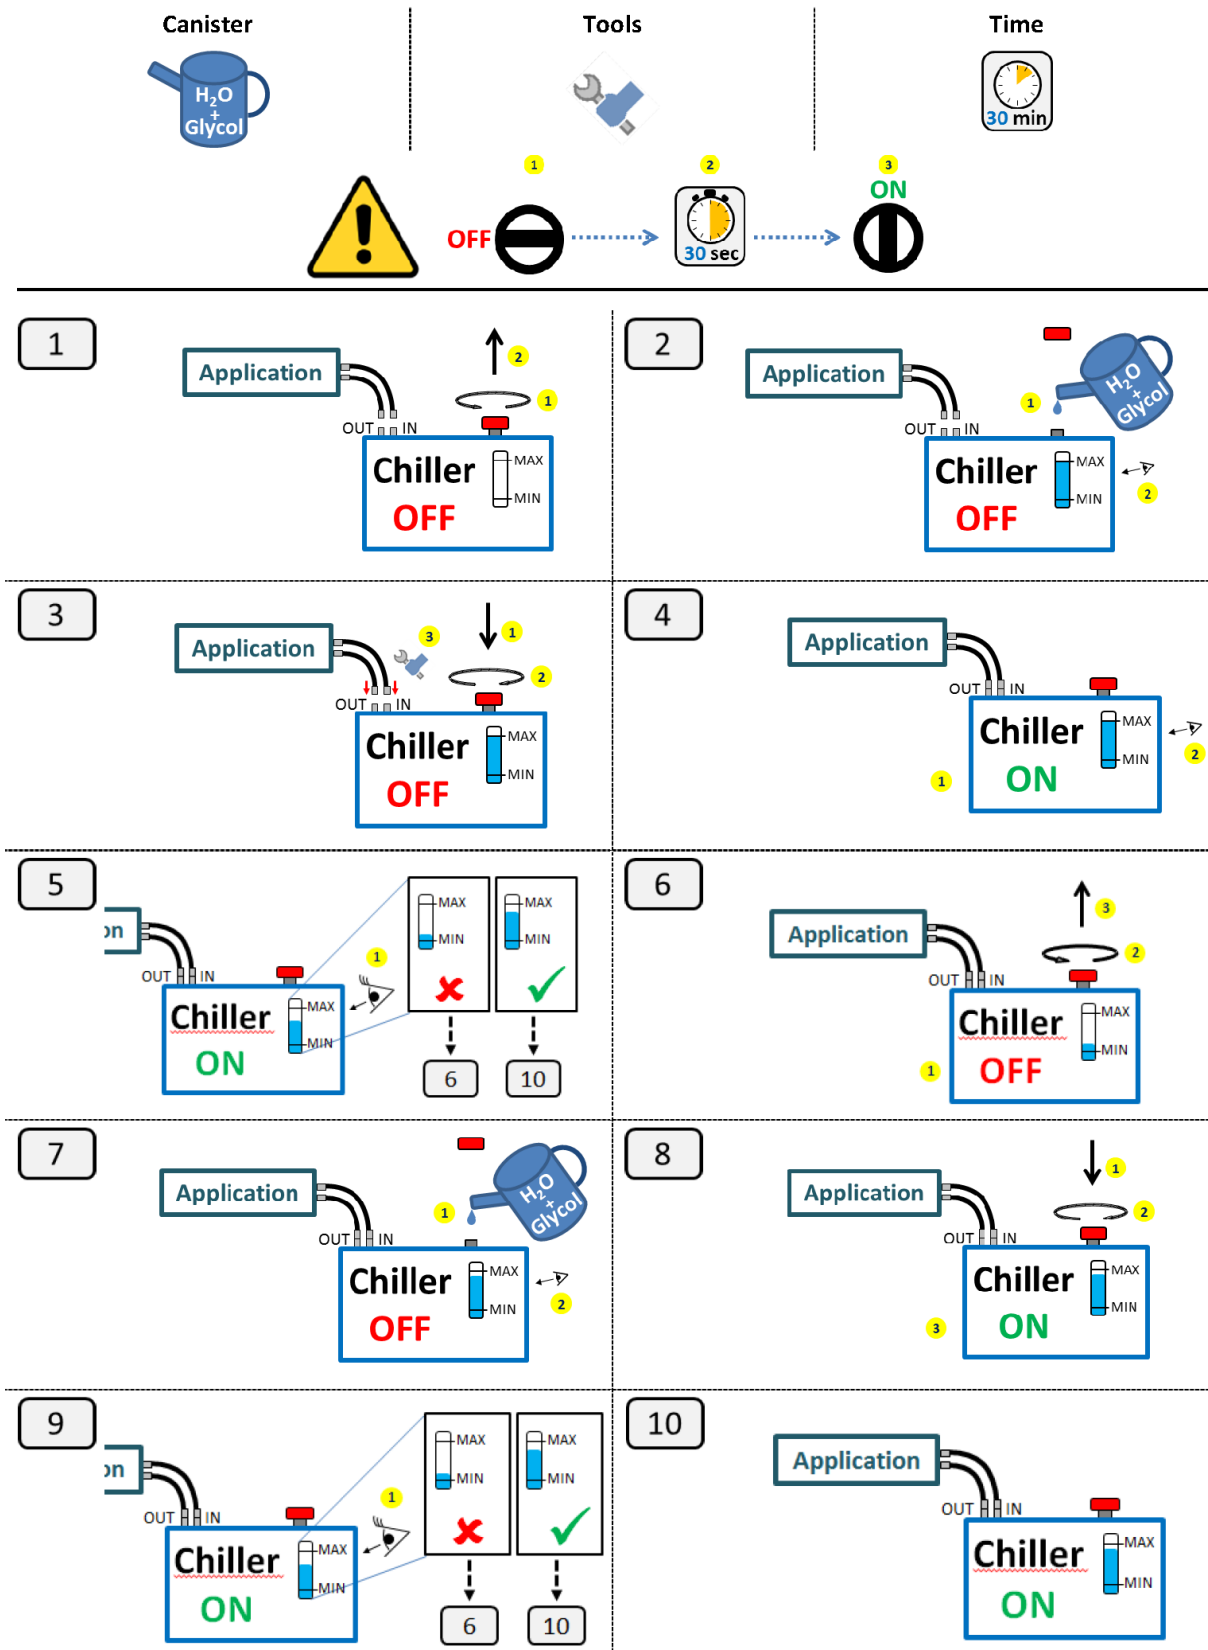 Canister
Tools
Time
H2O
+
Glycol
30 min
1
2
3
ON
OFF
30 sec
1
Application
2
1
OUT IN
Chiller
MAX
MIN
OFF
2
Application
H2O
+
Glycol
1
OUT IN
Chiller
MAX
MIN
2
OFF
3
Application
3
1
2
OUT IN
Chiller
MAX
MIN
OFF
4
Application
OUT IN
Chiller
MAX
MIN
2
1
ON
5
on
OUT IN
1
Chiller
MAX
MIN
ON
MAX
MIN
MAX
MIN
6
10
6
Application
3
2
OUT IN
Chiller
MAX
MIN
1
OFF
7
Application
H2O
+
Glycol
1
OUT IN
Chiller
MAX
MIN
2
OFF
8
Application
1
2
OUT IN
Chiller
MAX
MIN
3
ON
9
on
OUT IN
1
Chiller
MAX
MIN
ON
MAX
MIN
MAX
MIN
6
10
10
Application
OUT IN
Chiller
MAX
MIN
ON